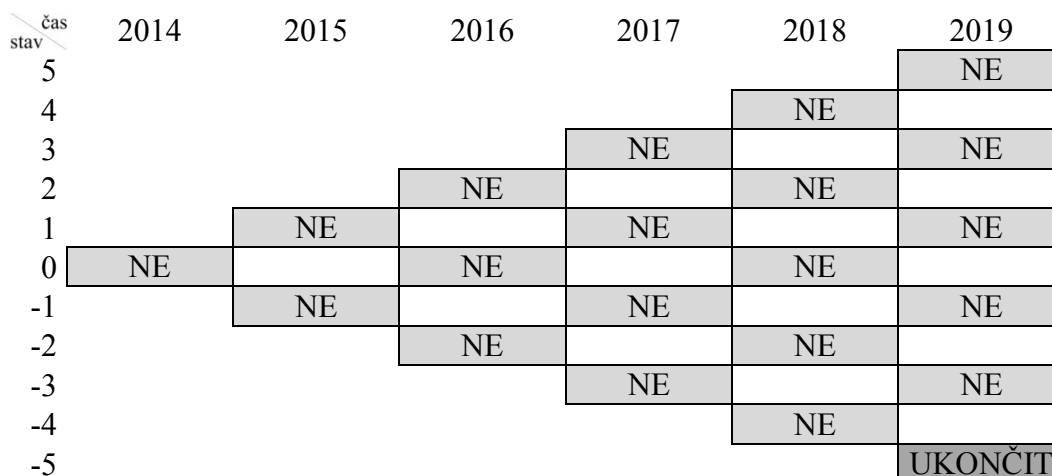 čas
stav 2014 2015 2016 2017 2018 2019
5 NE
4 NE
3 NE NE
2 NE NE
1 NE NE NE
0 NE NE NE
-1 NE NE NE
-2 NE NE
-3 NE NE
-4 NE
-5 UKONČIT